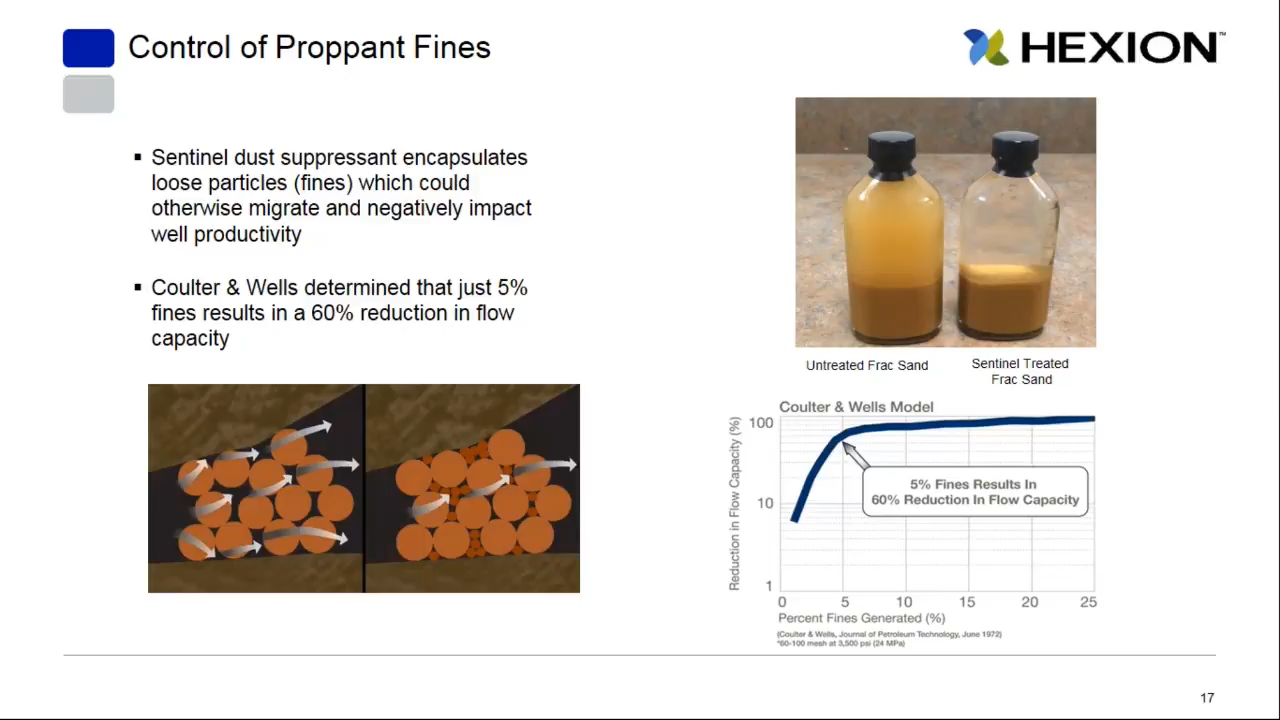 Control of Proppant Fines
HEXION™
▪ Sentinel dust suppressant encapsulates
loose particles (fines) which could
otherwise migrate and negatively impact
well productivity
▪ Coulter & Wells determined that just 5%
fines results in a 60% reduction in flow
capacity
Untreated Frac Sand
Sentinel Treated
Frac Sand
Coulter & Wells Model
Reduction in Flow Capacity (%)
100
10
1
5% Fines Results In
60% Reduction In Flow Capacity
0 5 10 15 20 25
Percent Fines Generated (%)
(Coulter & Wells, Journal of Petroleum Technology, June 1972)
*60-100 mesh at 3,500 psi (24 MPa)
17